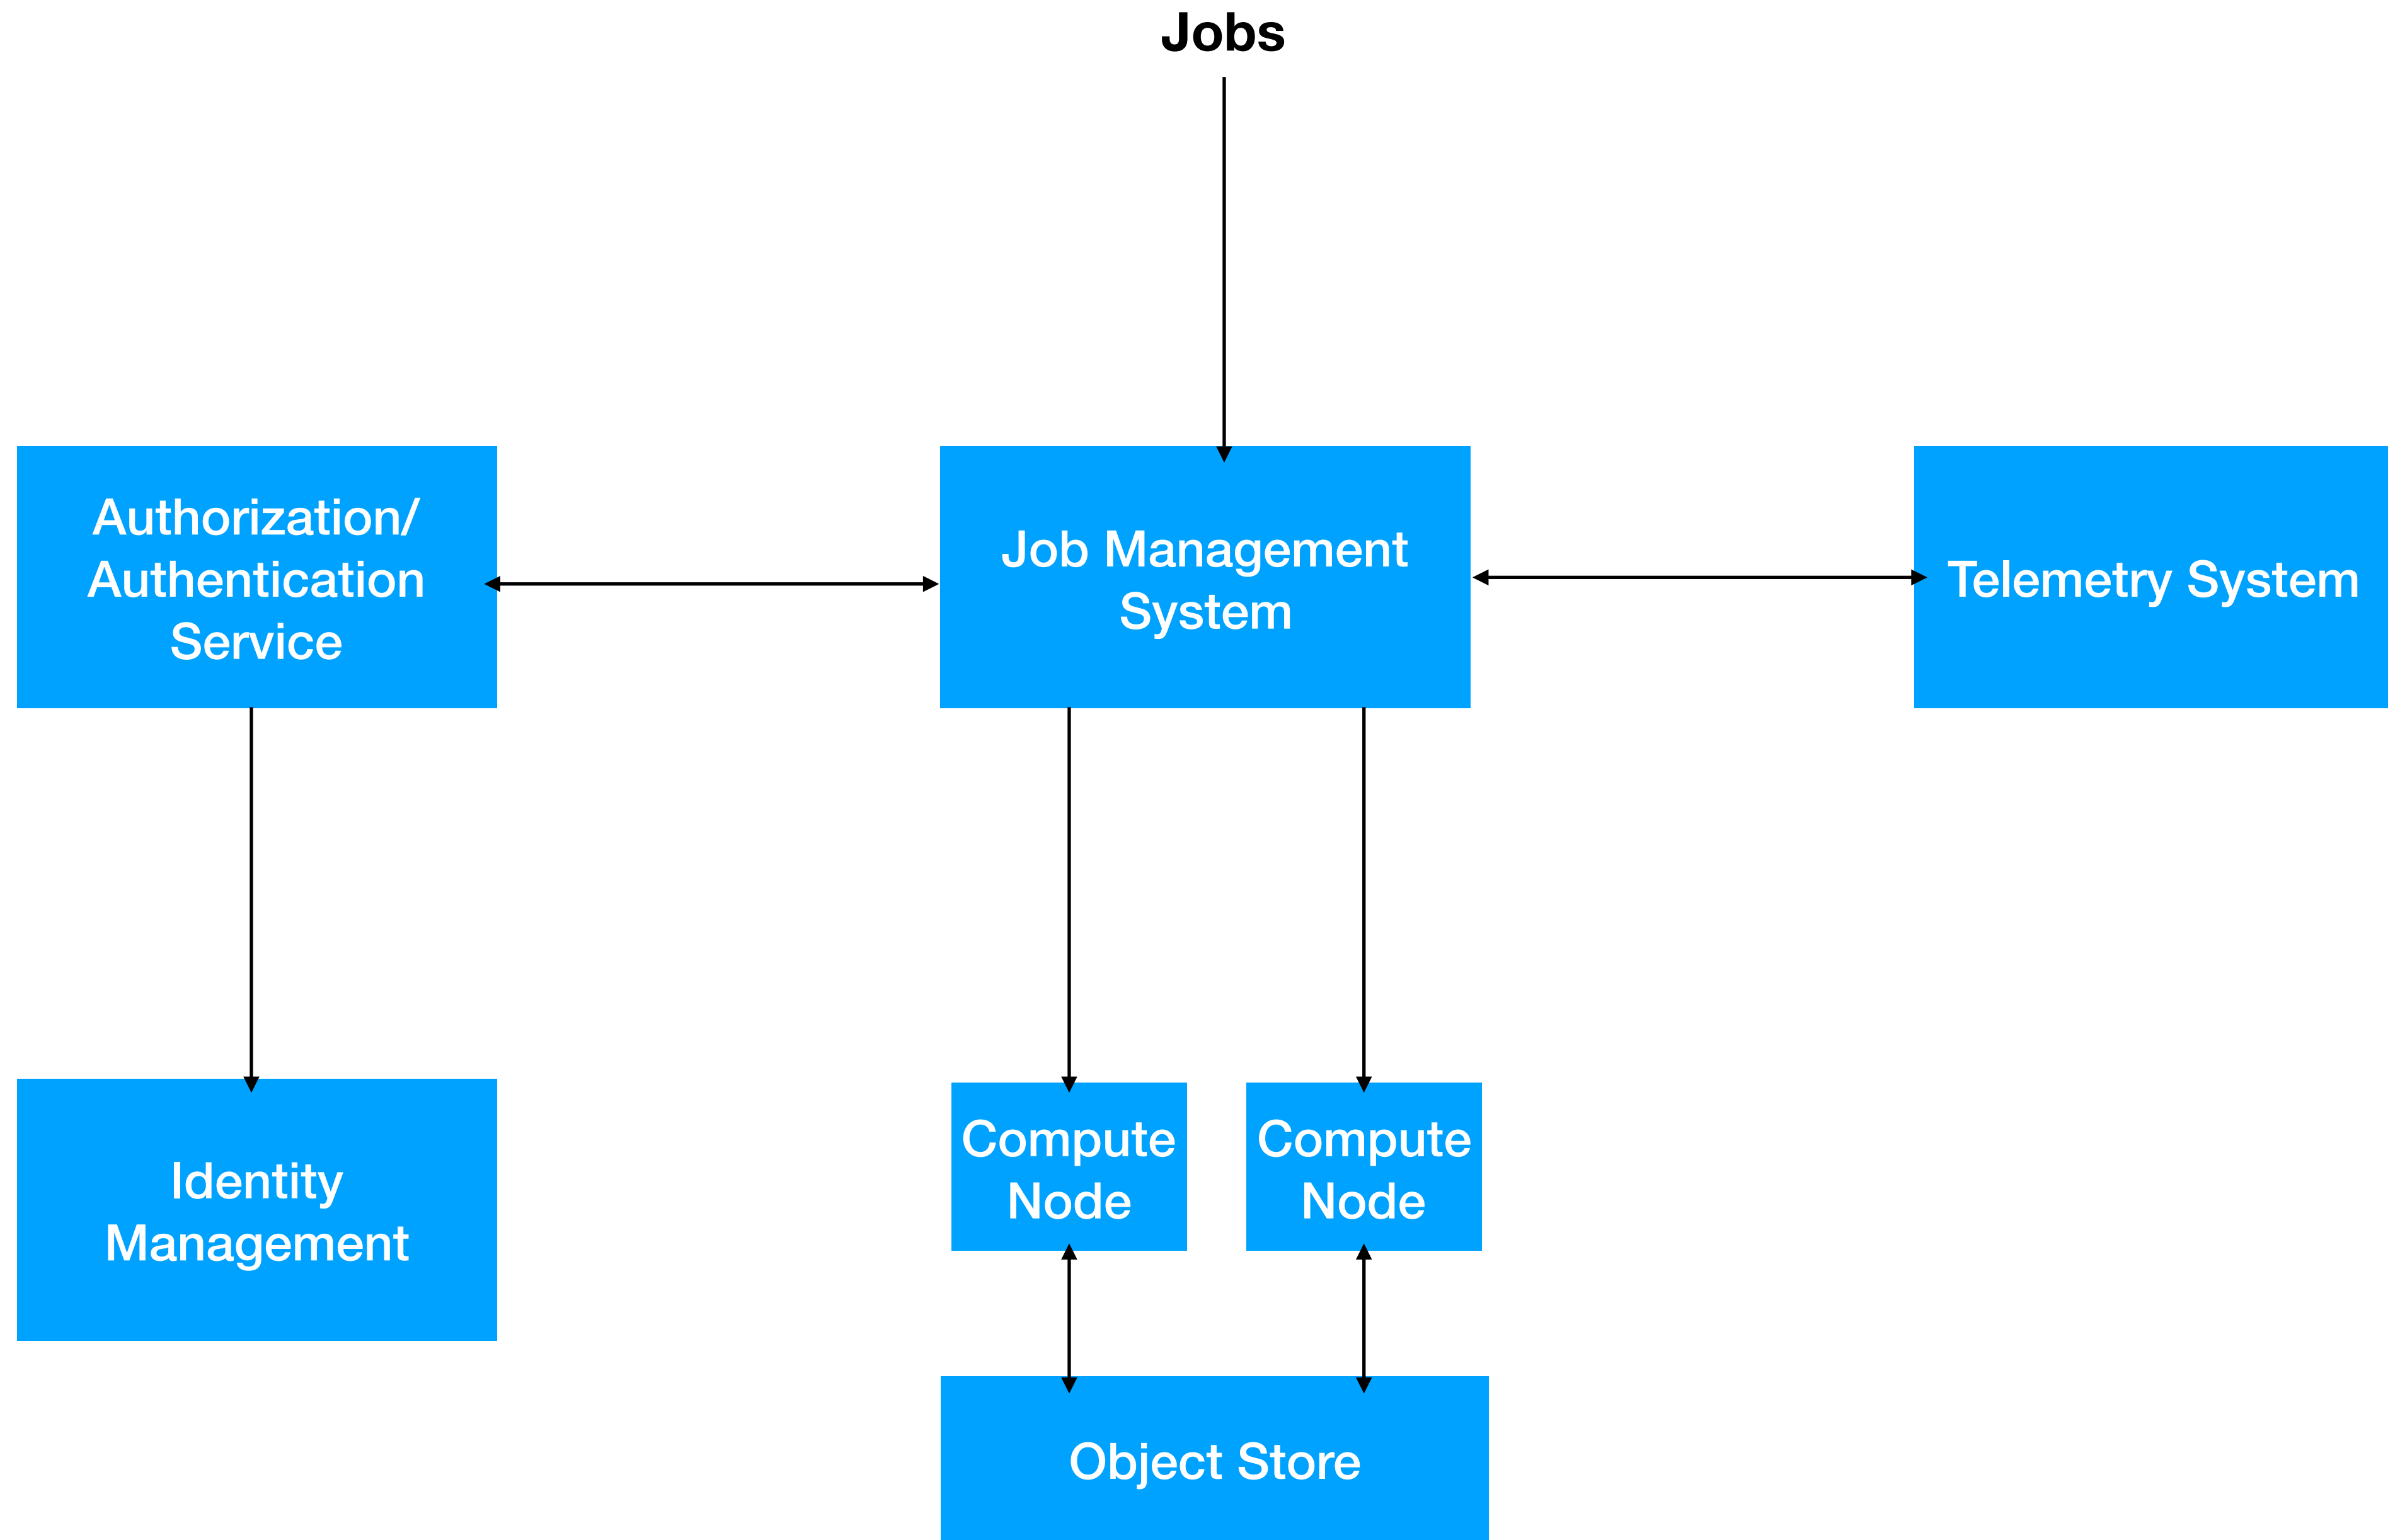 Jobs
Authorization/
Authentication
Service
Job Management
System
Telemetry System
Identity
Management
Compute
Node
Compute
Node
Object Store